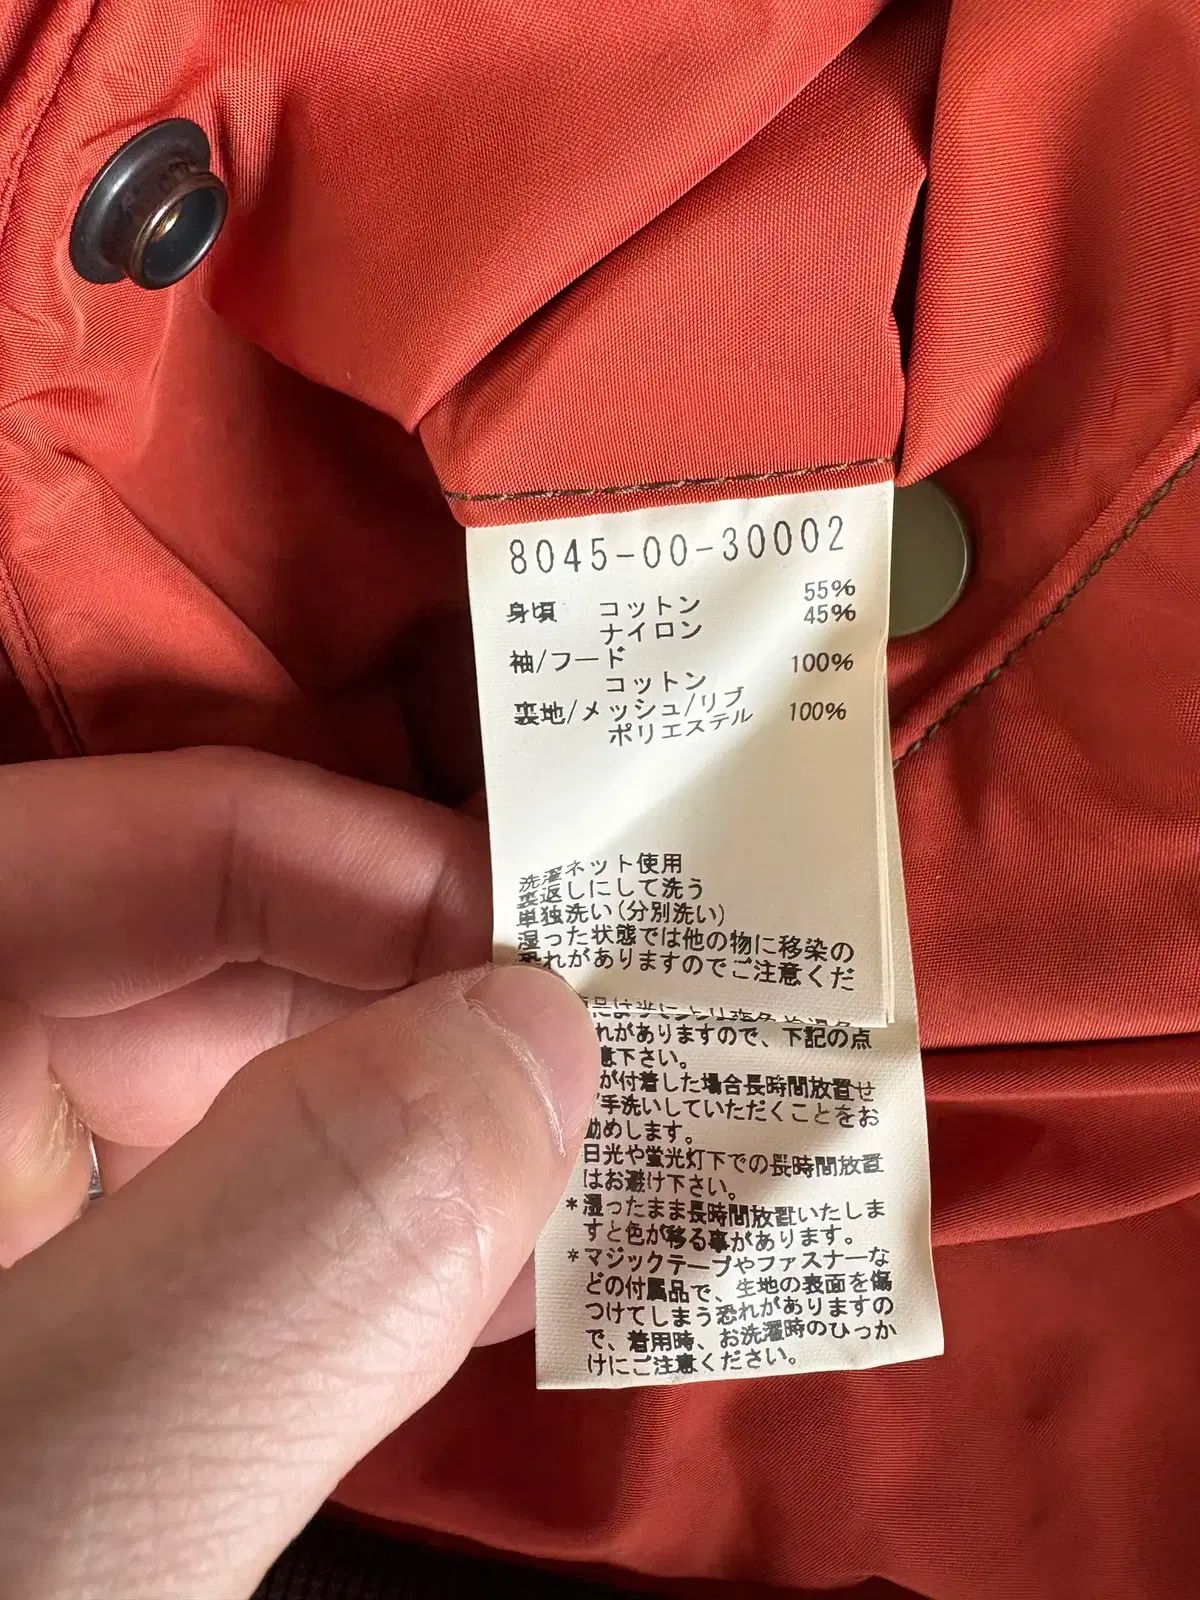 8045-00-30002
身頃 コットン 55%
ナイロン 45%
袖/フード
コットン 100%
裏地/メッシュ/リブ
ポリエステル 100%
洗濯ネット使用
裏返しにして洗う
単独洗い(分別洗い)
湿った状態では他の物に移染の
恐れがありますのでご注意くだ
れがありますので、下記の点
意下さい。
が付着した場合長時間放置せ
手洗いしていただくことをお
勧めします。
日光や蛍光灯下での長時間放置
はお避け下さい。
*湿ったまま長時間放置いたしま
すと色が移る事があります。
*マジックテープやファスナーな
どの付属品で、生地の表面を傷
つけてしまう恐れがありますの
で、着用時、お洗濯時のひっか
けにご注意ください。